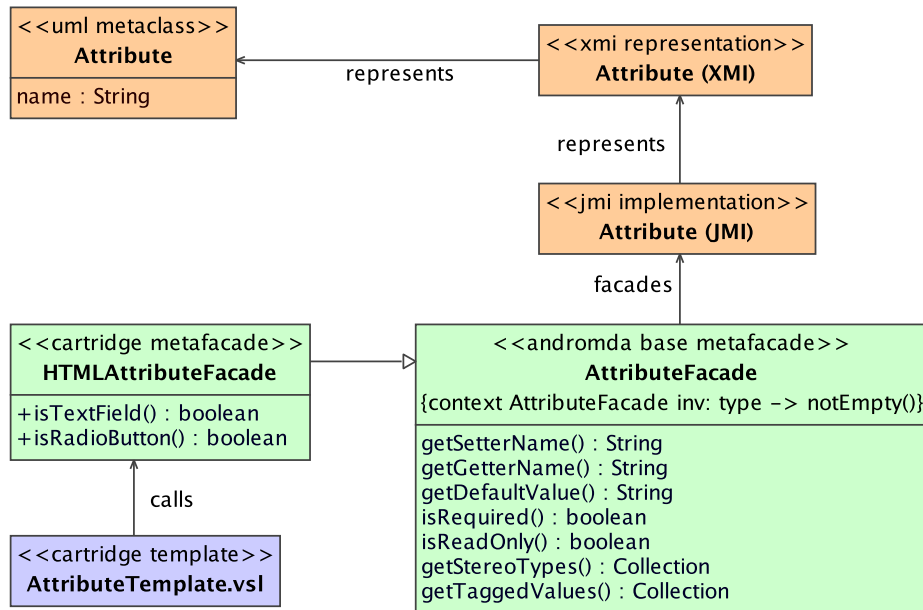 <<uml metaclass>>
Attribute
name : String
<<xmi representation>>
Attribute (XMI)
represents
represents
<<jmi implementation>>
Attribute (JMI)
facades
<<cartridge metafacade>>
HTMLAttributeFacade
+isTextField() : boolean
+isRadioButton() : boolean
<<andromda base metafacade>>
AttributeFacade
{context AttributeFacade inv: type -> notEmpty()}
getSetterName() : String
getGetterName() : String
getDefaultValue() : String
isRequired() : boolean
isReadOnly() : boolean
getStereoTypes() : Collection
getTaggedValues() : Collection
calls
<<cartridge template>>
AttributeTemplate.vsl